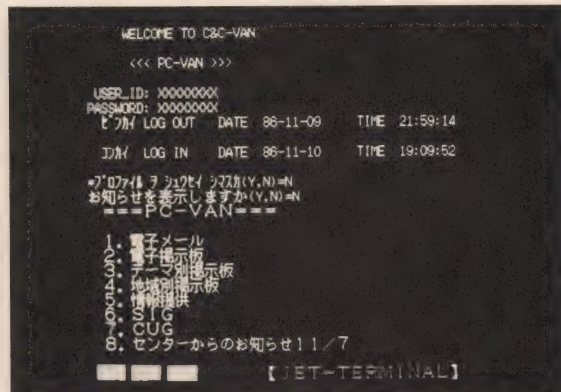 WELCOME TO C&C-VAN
<<< PC-VAN >>>
USER_ID: XXXXXXXX
PASSWORD: XXXXXXXX
ｾﾞﾝｶｲ LOG OUT DATE 86-11-09 TIME 21:59:14
ｺﾝｶｲ LOG IN DATE 86-11-10 TIME 19:09:52
*ﾌﾟﾛﾌｧｲﾙ ｦ ｼｭｳｾｲ ｼﾏｽｶ(Y,N)=N
お知らせを表示しますか(Y,N)=N
===PC-VAN===
1. 電子メール
2. 電子掲示板
3. テーマ別掲示板
4. 地域別掲示板
5. 情報提供
6. SIG
7. CUG
8. センターからのお知らせ11/7
【JET-TERMINAL】